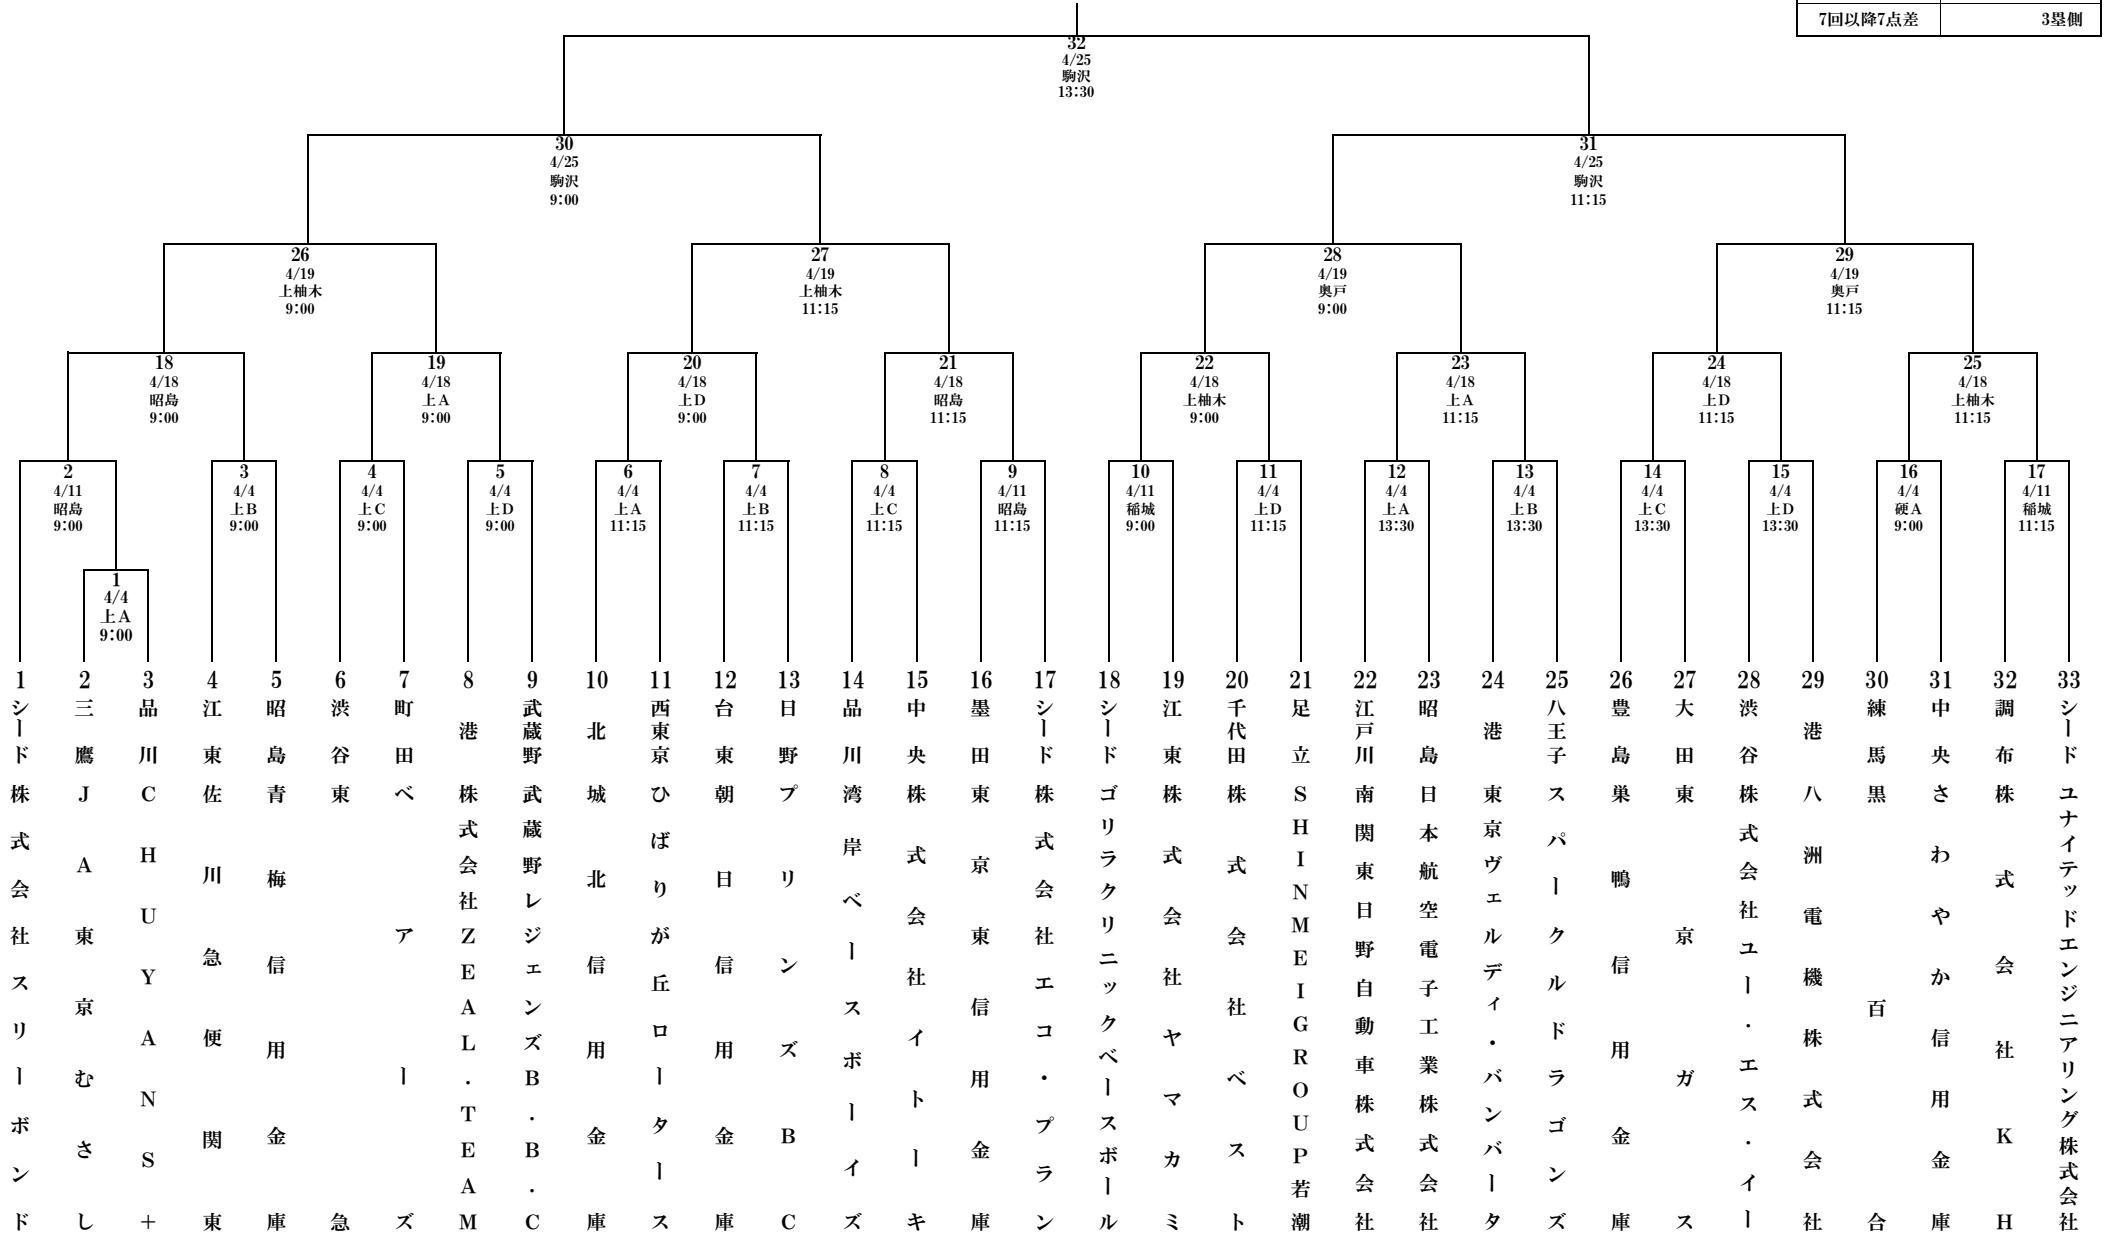 7回以降7点差 3塁側
32
4/25
駒沢
13:30
30
4/25
駒沢
9:00
31
4/25
駒沢
11:15
26
4/19
上柚木
9:00
27
4/19
上柚木
11:15
28
4/19
奥戸
9:00
29
4/19
奥戸
11:15
18
4/18
昭島
9:00
19
4/18
上A
9:00
20
4/18
上D
9:00
21
4/18
昭島
11:15
22
4/18
上柚木
9:00
23
4/18
上A
11:15
24
4/18
上D
11:15
25
4/18
上柚木
11:15
2
4/11
昭島
9:00
3
4/4
上B
9:00
4
4/4
上C
9:00
5
4/4
上D
9:00
6
4/4
上A
11:15
7
4/4
上B
11:15
8
4/4
上C
11:15
9
4/11
昭島
11:15
10
4/11
稲城
9:00
11
4/4
上D
11:15
12
4/4
上A
13:30
13
4/4
上B
13:30
14
4/4
上C
13:30
15
4/4
上D
13:30
16
4/4
硬A
9:00
17
4/11
稲城
11:15
1
4/4
上A
9:00
1 シード 株式会社スリーボンド
2 三鷹 JA東京むさし
3 品川 CHUYANS+
4 江東 佐川急便関東
5 昭島 青梅信用金庫
6 渋谷 東急
7 町田 ベアーズ
8 港 株式会社ZEAL.TEAM
9 武蔵野 武蔵野レジェンズB.B.C
10 北 城北信用金庫
11 西東京 ひばりが丘ロータース
12 台東 朝日信用金庫
13 日野 プリンズBC
14 品川 湾岸ベースボーイズ
15 中央 株式会社イトーキ
16 墨田 東京東信用金庫
17 シード 株式会社エコ・プラン
18 シード ゴリラクリニックベースボール
19 江東 株式会社ヤマカミ
20 千代田 株式会社ベスト
21 足立 SHINMEIGROUP若潮
22 江戸川 南関東日野自動車株式会社
23 昭島 日本航空電子工業株式会社
24 港 東京ヴェルディ・バンバータ
25 八王子 スパークルドラゴンズ
26 豊島 巣鴨信用金庫
27 大田 東京ガス
28 渋谷 株式会社ユー.エス.イー
29 港 八洲電機株式会社
30 練馬 黒百合
31 中央 さわやか信用金庫
32 調布 株式会社KH
33 シード ユナイテッドエンジニアリング株式会社